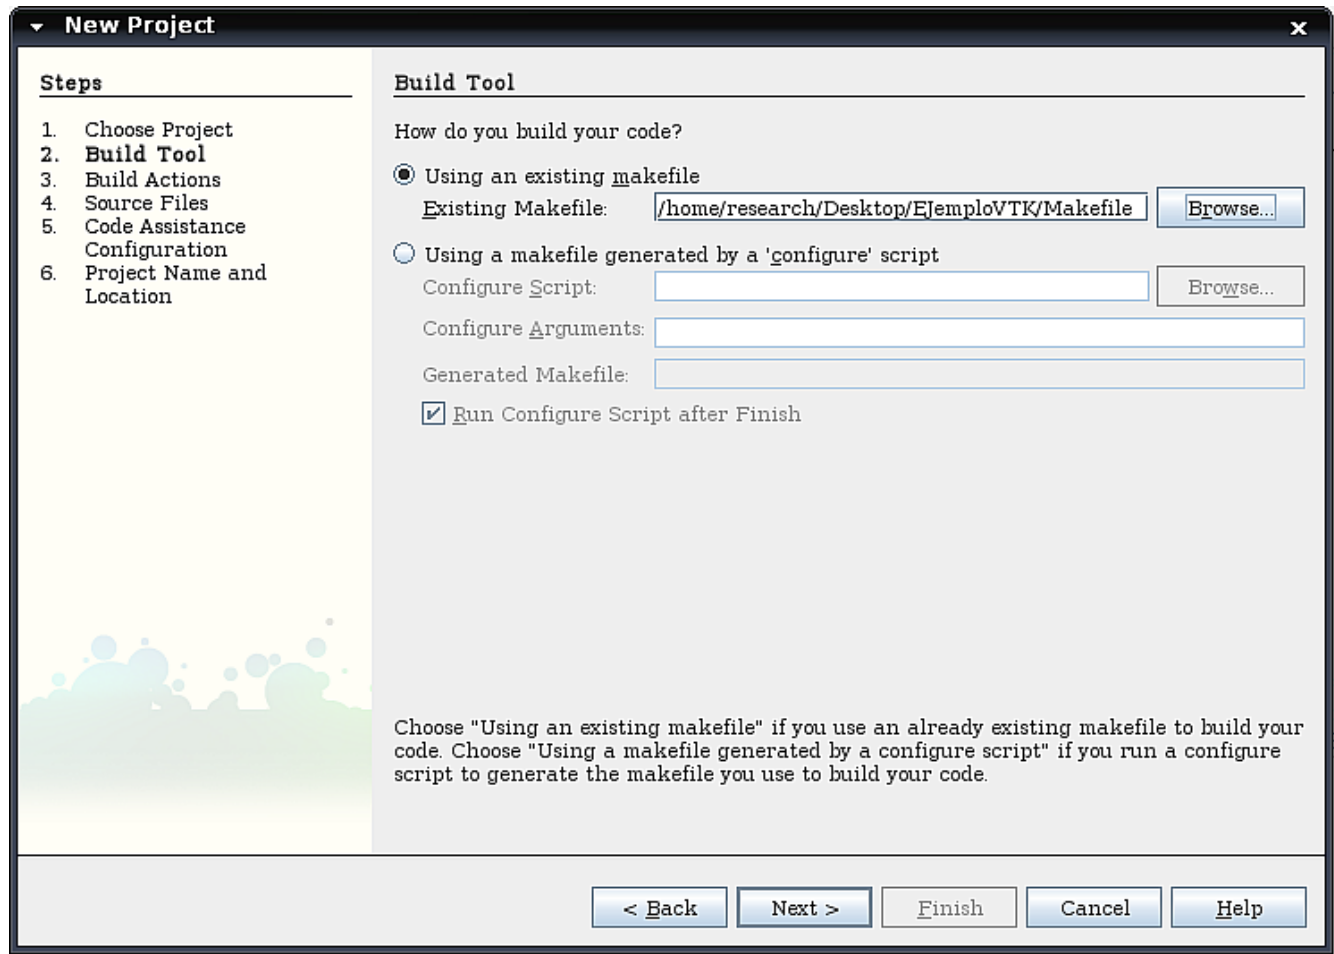 New Project
Steps
1. Choose Project
2. Build Tool
3. Build Actions
4. Source Files
5. Code Assistance
Configuration
6. Project Name and
Location
Build Tool
How do you build your code?
Using an existing makefile
Existing Makefile: /home/research/Desktop/EJemploVTK/Makefile Browse...
Using a makefile generated by a 'configure' script
Configure Script: Browse...
Configure Arguments:
Generated Makefile:
Run Configure Script after Finish
Choose "Using an existing makefile" if you use an already existing makefile to build your
code. Choose "Using a makefile generated by a configure script" if you run a configure
script to generate the makefile you use to build your code.
< Back Next > Finish Cancel Help